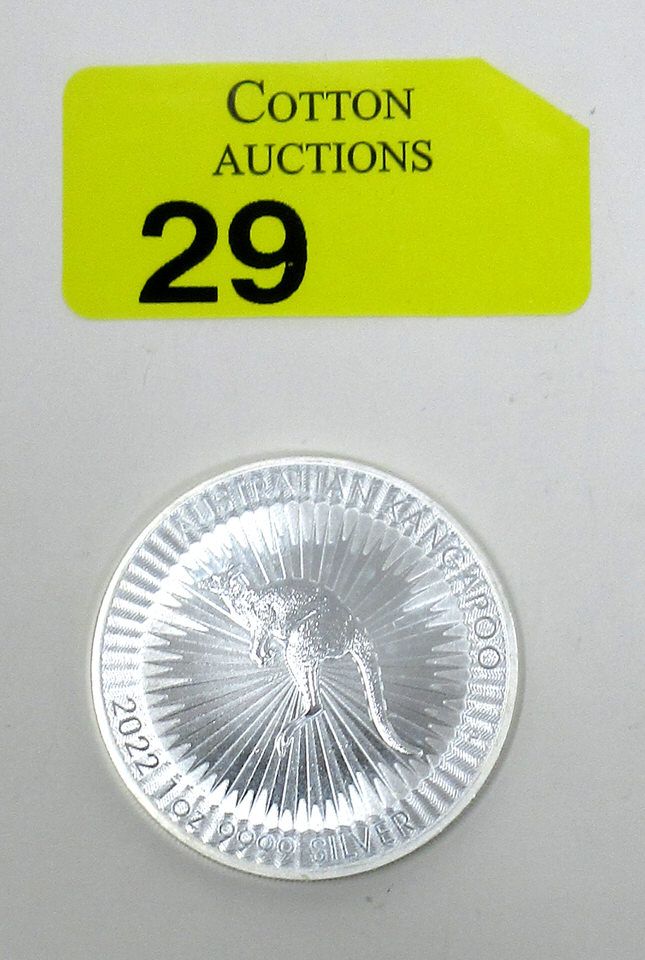 COTTON
AUCTIONS
29
AUSTRALIAN KANGAROO
2022 1oz 9999 SILVER